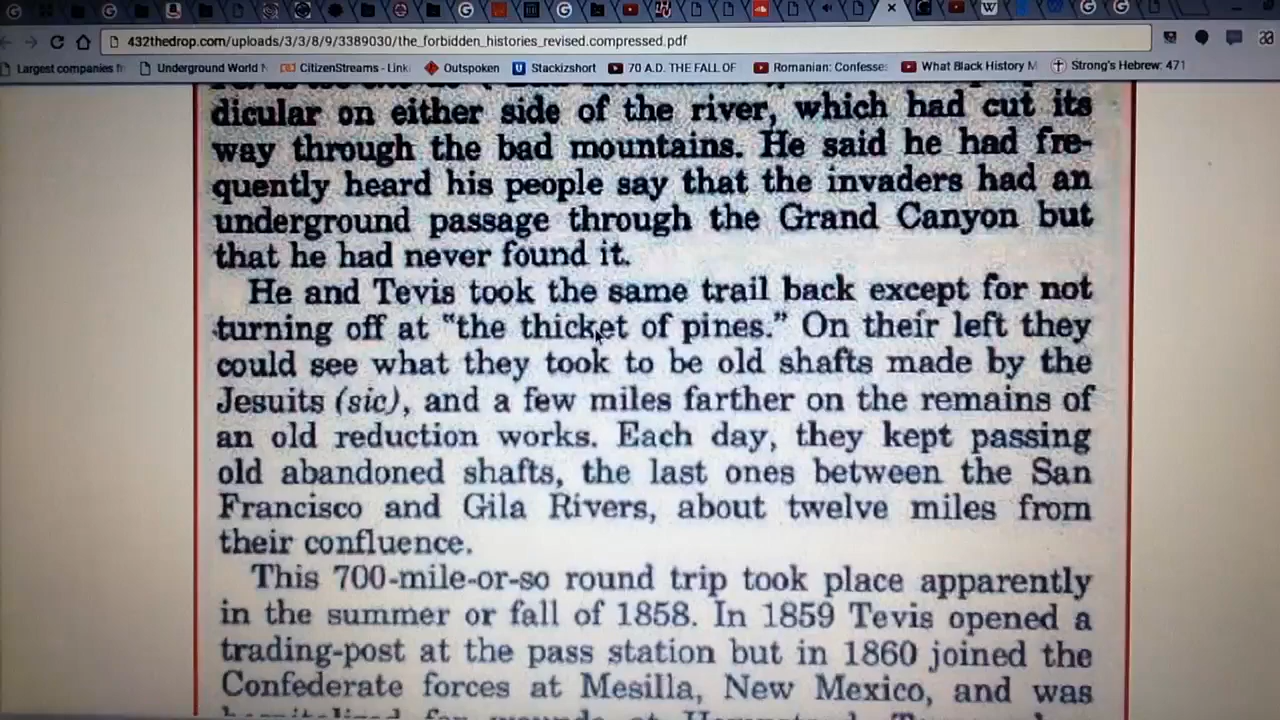 432thedrop.com/uploads/3/3/8/9/3389030/the_forbidden_histories_revised.compressed.pdf
Largest companies Underground World CitizenStreams - Link Outspoken Stackizshort 70 A.D. THE FALL OF Romanian: Confesse What Black History M Strong's Hebrew: 471
dicular on either side of the river, which had cut its
way through the bad mountains. He said he had fre-
quently heard his people say that the invaders had an
underground passage through the Grand Canyon but
that he had never found it.
He and Tevis took the same trail back except for not
turning off at "the thicket of pines." On their left they
could see what they took to be old shafts made by the
Jesuits (sic), and a few miles farther on the remains of
an old reduction works. Each day, they kept passing
old abandoned shafts, the last ones between the San
Francisco and Gila Rivers, about twelve miles from
their confluence.
This 700-mile-or-so round trip took place apparently
in the summer or fall of 1858. In 1859 Tevis opened a
trading-post at the pass station but in 1860 joined the
Confederate forces at Mesilla, New Mexico, and was